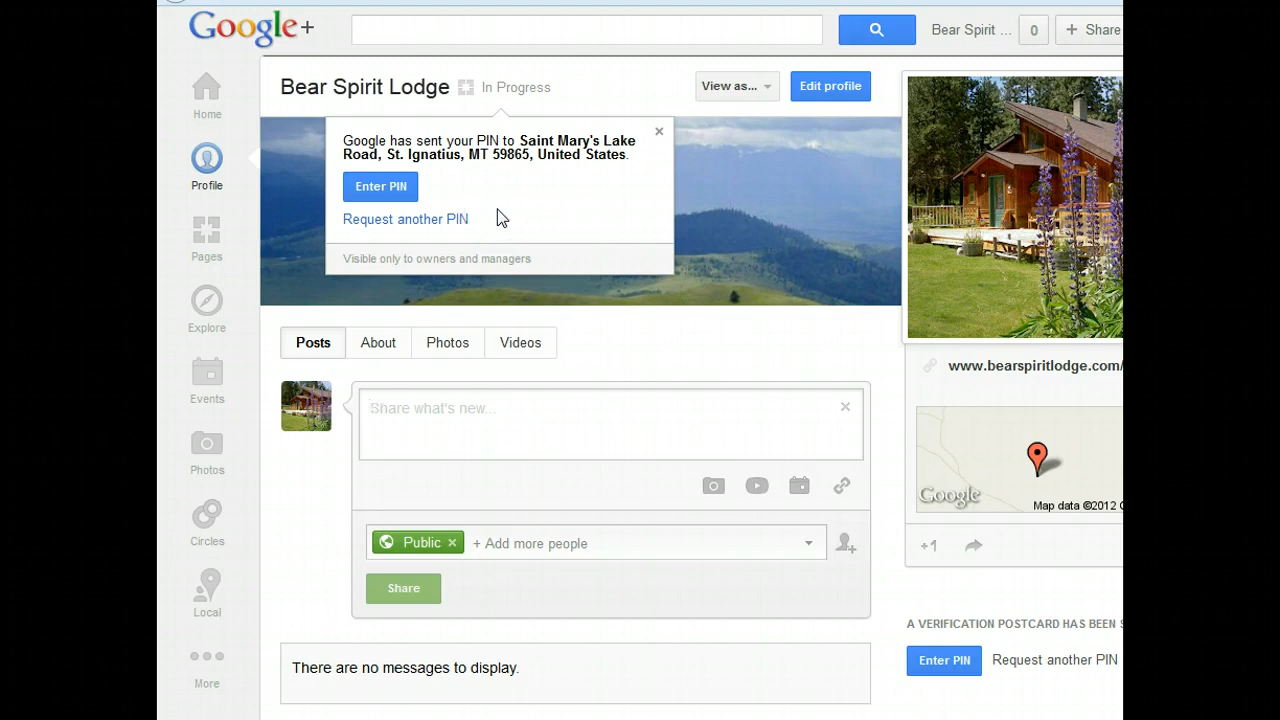 Google+
Bear Spirit ...
0
+ Share
Bear Spirit Lodge
In Progress
View as...
Edit profile
Google has sent your PIN to Saint Mary's Lake
Road, St. Ignatius, MT 59865, United States.
Enter PIN
Request another PIN
Visible only to owners and managers
Home
Profile
Pages
Explore
Events
Photos
Circles
Local
More
Posts
About
Photos
Videos
Share what's new...
Public
+ Add more people
Share
There are no messages to display.
www.bearspiritlodge.com/
Google
Map data ©2012
+1
A VERIFICATION POSTCARD HAS BEEN
Enter PIN
Request another PIN